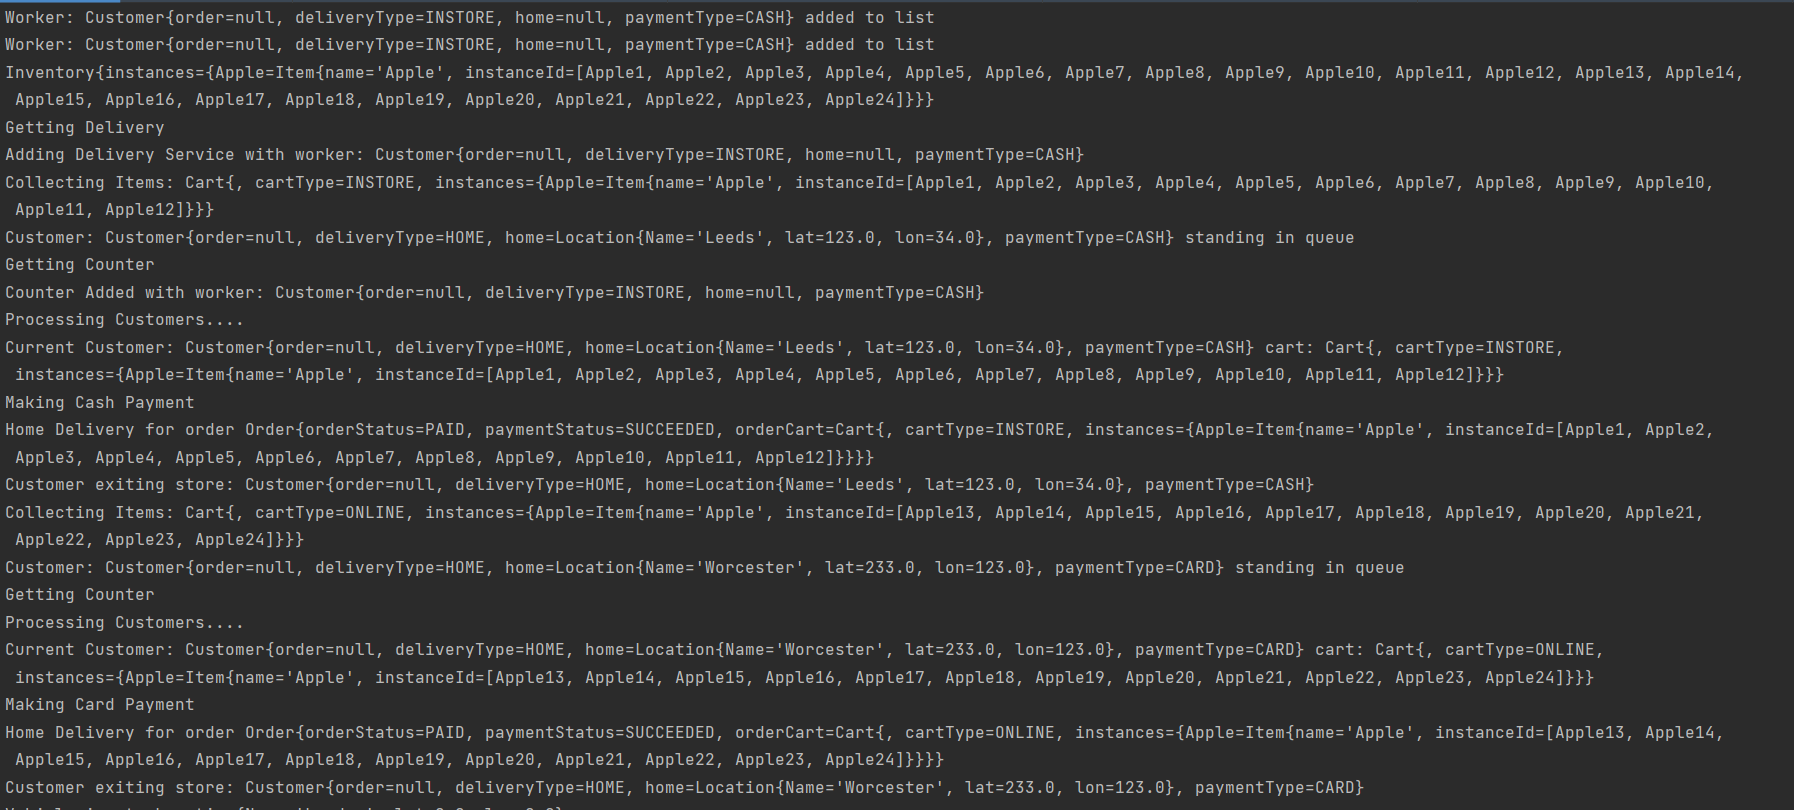 Worker: Customer{order=null, deliveryType=INSTORE, home=null, paymentType=CASH} added to list
Worker: Customer{order=null, deliveryType=INSTORE, home=null, paymentType=CASH} added to list
Inventory{instances={Apple=Item{name='Apple', instanceId=[Apple1, Apple2, Apple3, Apple4, Apple5, Apple6, Apple7, Apple8, Apple9, Apple10, Apple11, Apple12, Apple13, Apple14,
Apple15, Apple16, Apple17, Apple18, Apple19, Apple20, Apple21, Apple22, Apple23, Apple24]}}}
Getting Delivery
Adding Delivery Service with worker: Customer{order=null, deliveryType=INSTORE, home=null, paymentType=CASH}
Collecting Items: Cart{, cartType=INSTORE, instances={Apple=Item{name='Apple', instanceId=[Apple1, Apple2, Apple3, Apple4, Apple5, Apple6, Apple7, Apple8, Apple9, Apple10,
Apple11, Apple12]}}}
Customer: Customer{order=null, deliveryType=HOME, home=Location{Name='Leeds', lat=123.0, lon=34.0}, paymentType=CASH} standing in queue
Getting Counter
Counter Added with worker: Customer{order=null, deliveryType=INSTORE, home=null, paymentType=CASH}
Processing Customers....
Current Customer: Customer{order=null, deliveryType=HOME, home=Location{Name='Leeds', lat=123.0, lon=34.0}, paymentType=CASH} cart: Cart{, cartType=INSTORE,
instances={Apple=Item{name='Apple', instanceId=[Apple1, Apple2, Apple3, Apple4, Apple5, Apple6, Apple7, Apple8, Apple9, Apple10, Apple11, Apple12]}}}
Making Cash Payment
Home Delivery for order Order{orderStatus=PAID, paymentStatus=SUCCEEDED, orderCart=Cart{, cartType=INSTORE, instances={Apple=Item{name='Apple', instanceId=[Apple1, Apple2,
Apple3, Apple4, Apple5, Apple6, Apple7, Apple8, Apple9, Apple10, Apple11, Apple12]}}}}
Customer exiting store: Customer{order=null, deliveryType=HOME, home=Location{Name='Leeds', lat=123.0, lon=34.0}, paymentType=CASH}
Collecting Items: Cart{, cartType=ONLINE, instances={Apple=Item{name='Apple', instanceId=[Apple13, Apple14, Apple15, Apple16, Apple17, Apple18, Apple19, Apple20, Apple21,
Apple22, Apple23, Apple24]}}}
Customer: Customer{order=null, deliveryType=HOME, home=Location{Name='Worcester', lat=233.0, lon=123.0}, paymentType=CARD} standing in queue
Getting Counter
Processing Customers....
Current Customer: Customer{order=null, deliveryType=HOME, home=Location{Name='Worcester', lat=233.0, lon=123.0}, paymentType=CARD} cart: Cart{, cartType=ONLINE,
instances={Apple=Item{name='Apple', instanceId=[Apple13, Apple14, Apple15, Apple16, Apple17, Apple18, Apple19, Apple20, Apple21, Apple22, Apple23, Apple24]}}}
Making Card Payment
Home Delivery for order Order{orderStatus=PAID, paymentStatus=SUCCEEDED, orderCart=Cart{, cartType=ONLINE, instances={Apple=Item{name='Apple', instanceId=[Apple13, Apple14,
Apple15, Apple16, Apple17, Apple18, Apple19, Apple20, Apple21, Apple22, Apple23, Apple24]}}}}
Customer exiting store: Customer{order=null, deliveryType=HOME, home=Location{Name='Worcester', lat=233.0, lon=123.0}, paymentType=CARD}